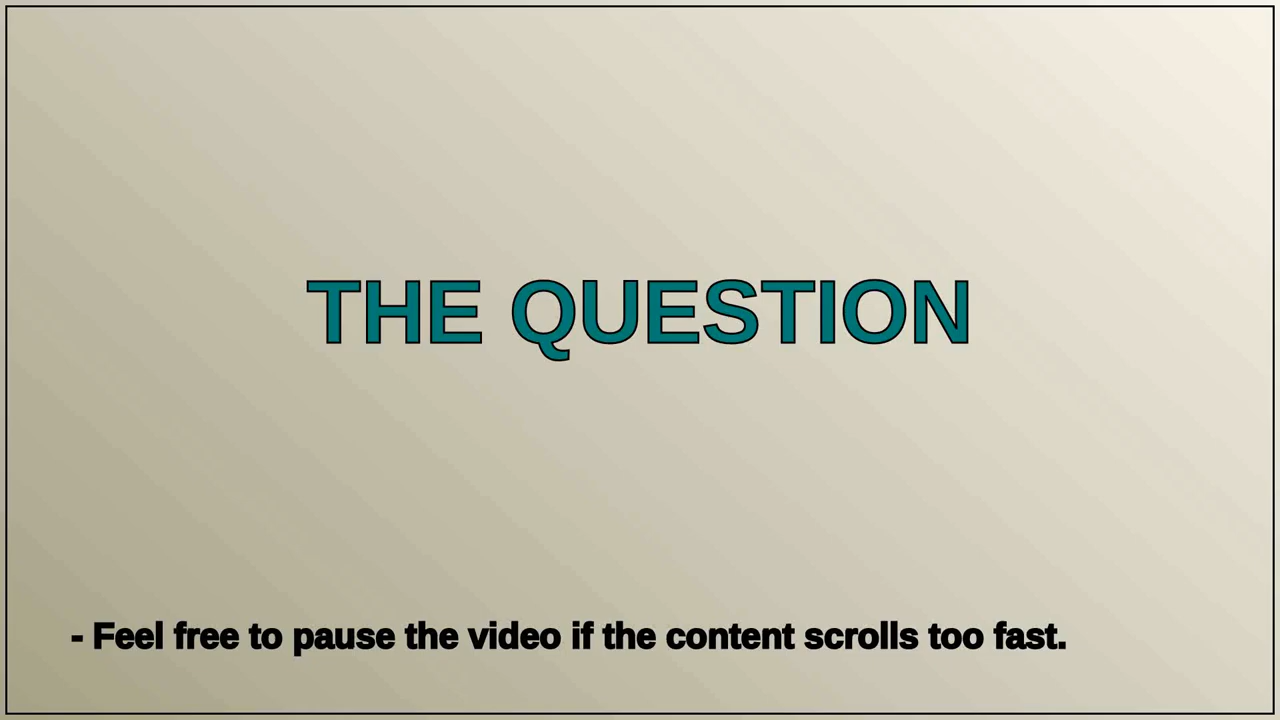 THE QUESTION
- Feel free to pause the video if the content scrolls too fast.